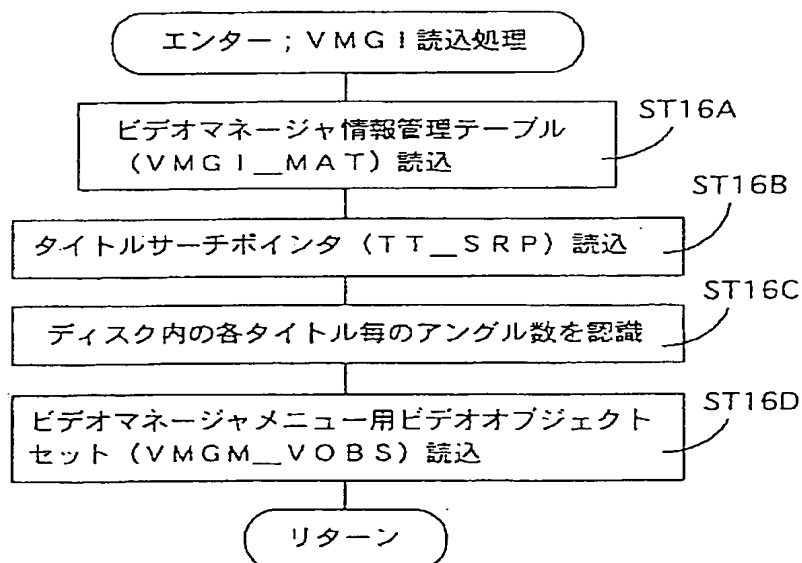 エンター；ＶＭＧＩ読込処理
ST16A
ビデオマネージャ情報管理テーブル
（ＶＭＧＩ＿ＭＡＴ）読込
ST16B
タイトルサーチポインタ（ＴＴ＿ＳＲＰ）読込
ST16C
ディスク内の各タイトル毎のアングル数を認識
ST16D
ビデオマネージャメニュー用ビデオオブジェクト
セット（ＶＭＧＭ＿ＶＯＢＳ）読込
リターン